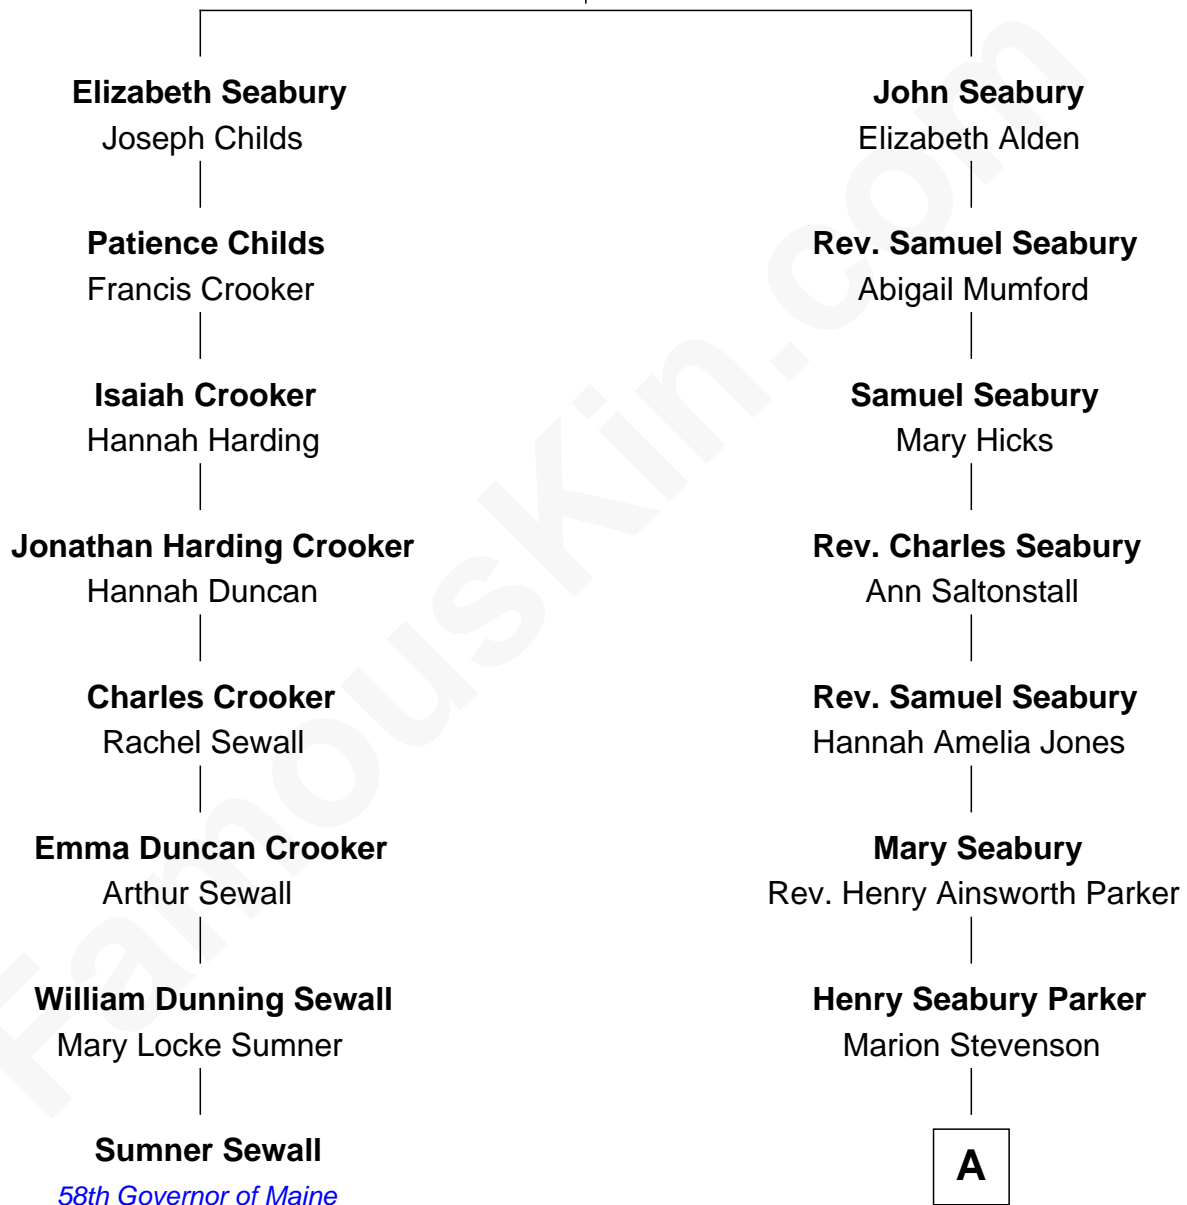 Elizabeth Seabury
Joseph Childs
Patience Childs
Francis Crooker
Isaiah Crooker
Hannah Harding
Jonathan Harding Crooker
Hannah Duncan
Charles Crooker
Rachel Sewall
Emma Duncan Crooker
Arthur Sewall
William Dunning Sewall
Mary Locke Sumner
Sumner Sewall
58th Governor of Maine
John Seabury
Elizabeth Alden
Rev. Samuel Seabury
Abigail Mumford
Samuel Seabury
Mary Hicks
Rev. Charles Seabury
Ann Saltonstall
Rev. Samuel Seabury
Hannah Amelia Jones
Mary Seabury
Rev. Henry Ainsworth Parker
Henry Seabury Parker
Marion Stevenson
A
FamousKin.com